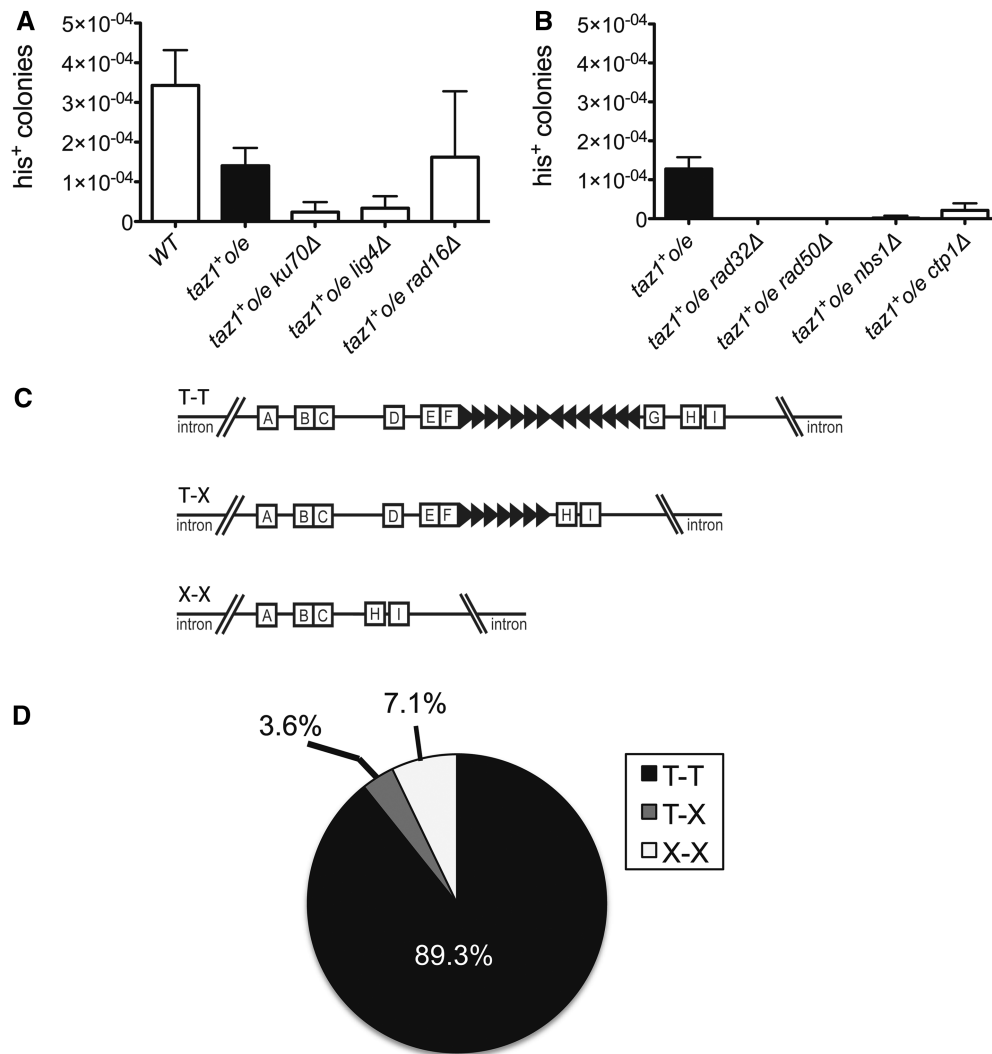 A
his⁺ colonies
5×10⁻⁰⁴
4×10⁻⁰⁴
3×10⁻⁰⁴
2×10⁻⁰⁴
1×10⁻⁰⁴
0
WT
taz1⁺o/e
taz1⁺o/e ku70Δ
taz1⁺o/e lig4Δ
taz1⁺o/e rad16Δ
B
his⁺ colonies
5×10⁻⁰⁴
4×10⁻⁰⁴
3×10⁻⁰⁴
2×10⁻⁰⁴
1×10⁻⁰⁴
0
taz1⁺o/e
taz1⁺o/e rad32Δ
taz1⁺o/e rad50Δ
taz1⁺o/e nbs1Δ
taz1⁺o/e ctp1Δ
C
T-T
intron A B C D E F G H I intron
T-X
intron A B C D E F H I intron
X-X
intron A B C H I intron
D
3.6%
7.1%
89.3%
T-T
T-X
X-X